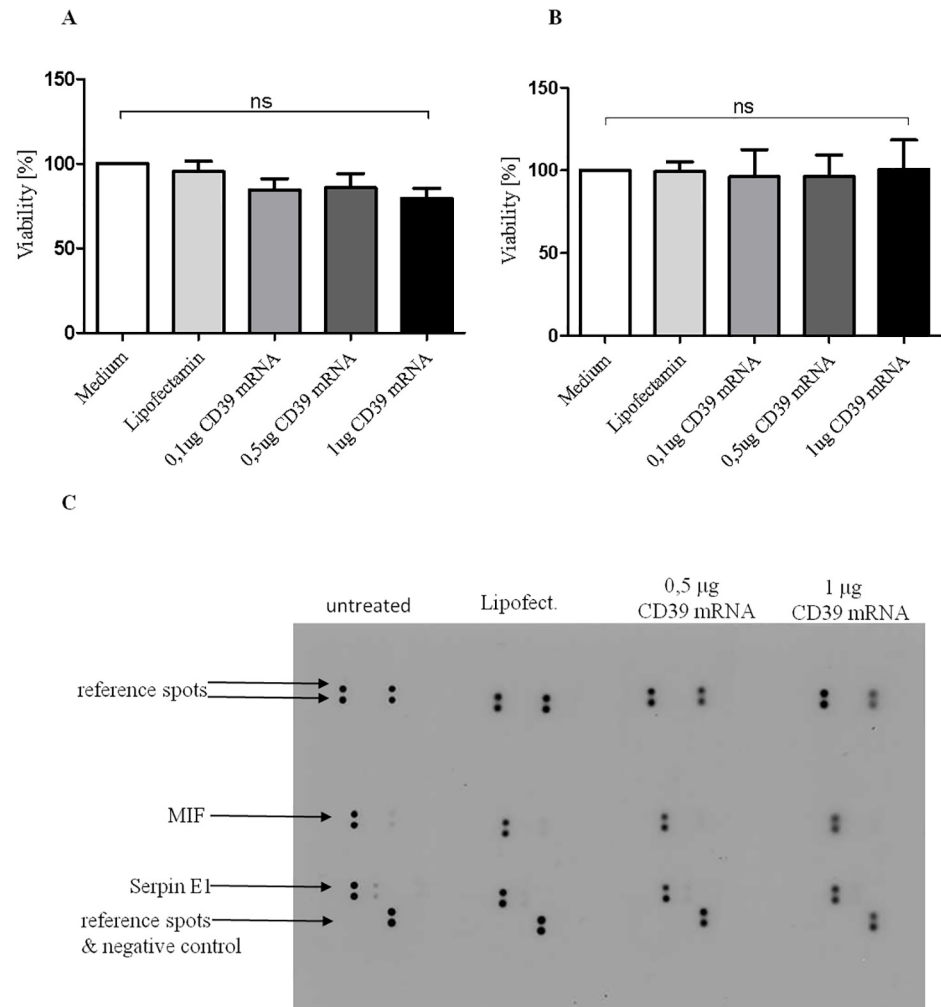 A
150
100
50
0
Viability [%]
ns
Medium
Lipofectamin
0,1ug CD39 mRNA
0,5ug CD39 mRNA
1ug CD39 mRNA
B
150
100
50
0
Viability [%]
ns
Medium
Lipofectamin
0,1ug CD39 mRNA
0,5ug CD39 mRNA
1ug CD39 mRNA
C
untreated
Lipofect.
0,5 µg
CD39 mRNA
1 µg
CD39 mRNA
reference spots
MIF
Serpin E1
reference spots
& negative control